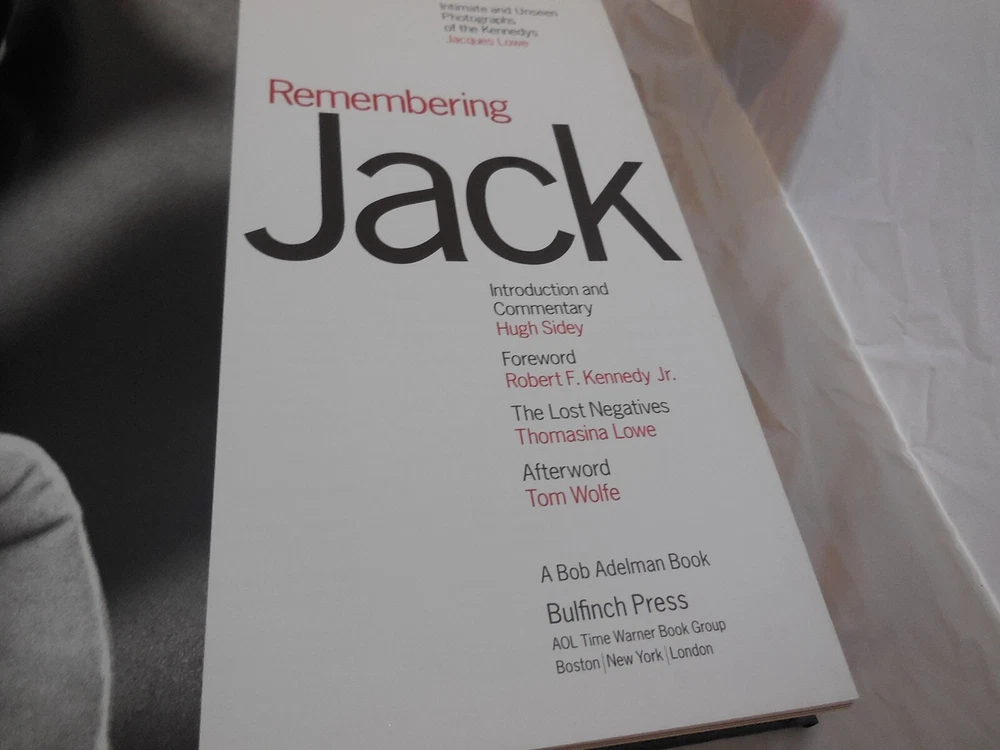 Intimate and Unseen
Photographs
of the Kennedys
Jacques Lowe
Remembering
Jack
Introduction and
Commentary
Hugh Sidey
Foreword
Robert F. Kennedy Jr.
The Lost Negatives
Thomasina Lowe
Afterword
Tom Wolfe
A Bob Adelman Book
Bulfinch Press
AOL Time Warner Book Group
Boston|New York|London